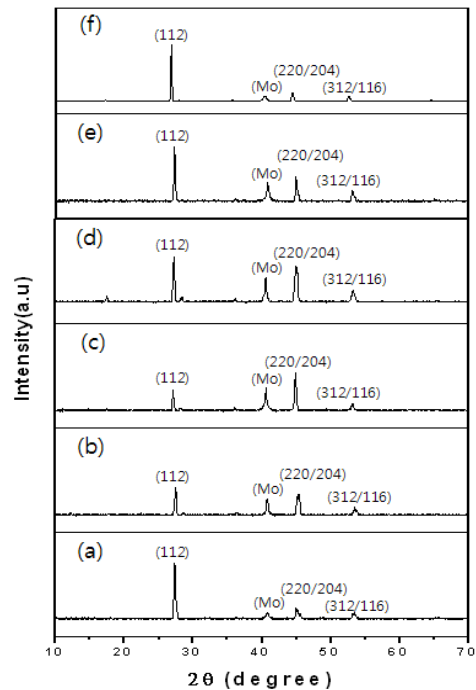 (f)
(112)
(Mo)
(220/204)
(312/116)
(e)
(112)
(Mo)
(220/204)
(312/116)
(d)
(112)
(Mo)
(220/204)
(312/116)
(c)
(112)
(Mo)
(220/204)
(312/116)
(b)
(112)
(Mo)
(220/204)
(312/116)
(a)
(112)
(Mo)
(220/204)
(312/116)
Intensity(a.u)
10 20 30 40 50 60 70
2θ (degree)